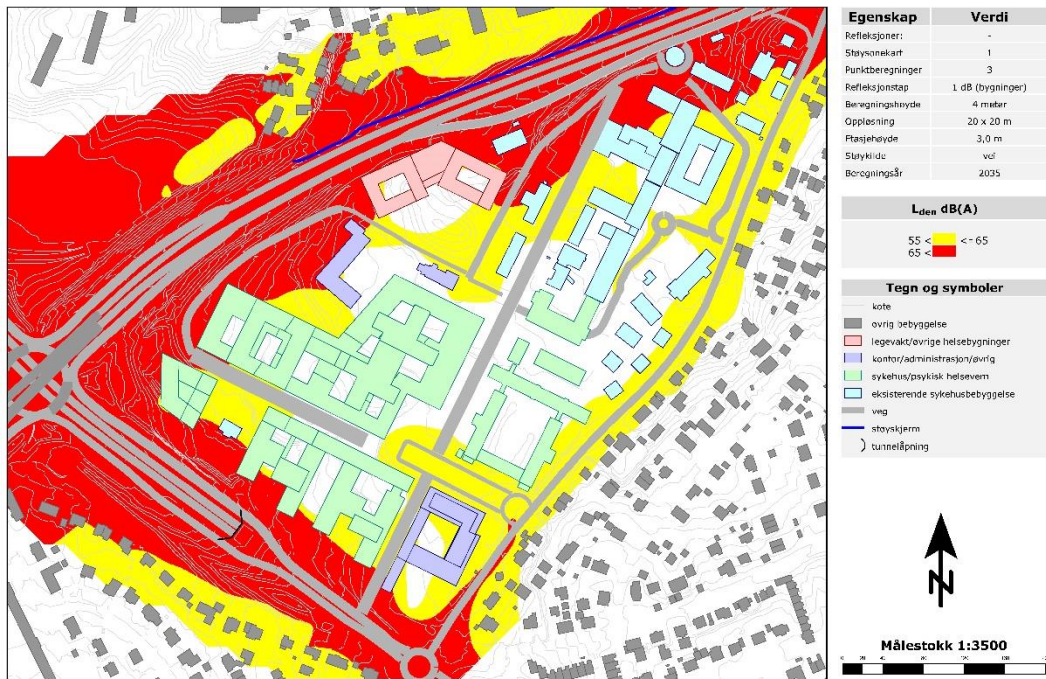 Egenskap Verdi
Refleksjoner: -
Støysonekart 1
Punktberegninger 3
Refleksjonstap 1 dB (bygninger)
Beregningshøyde 4 meter
Oppløsning 20 x 20 m
Etasjehøyde 3,0 m
Støykilde vei
Beregningsår 2035
Lden dB(A)
55 < <= 65
65 <
Tegn og symboler
kote
øvrig bebyggelse
legevakt/øvrige helsebygninger
kontor/administrasjon/øvrig
sykehus/psykisk helsevern
eksisterende sykehusbebyggelse
veg
støyskjerm
tunnelåpning
N
Målestokk 1:3500